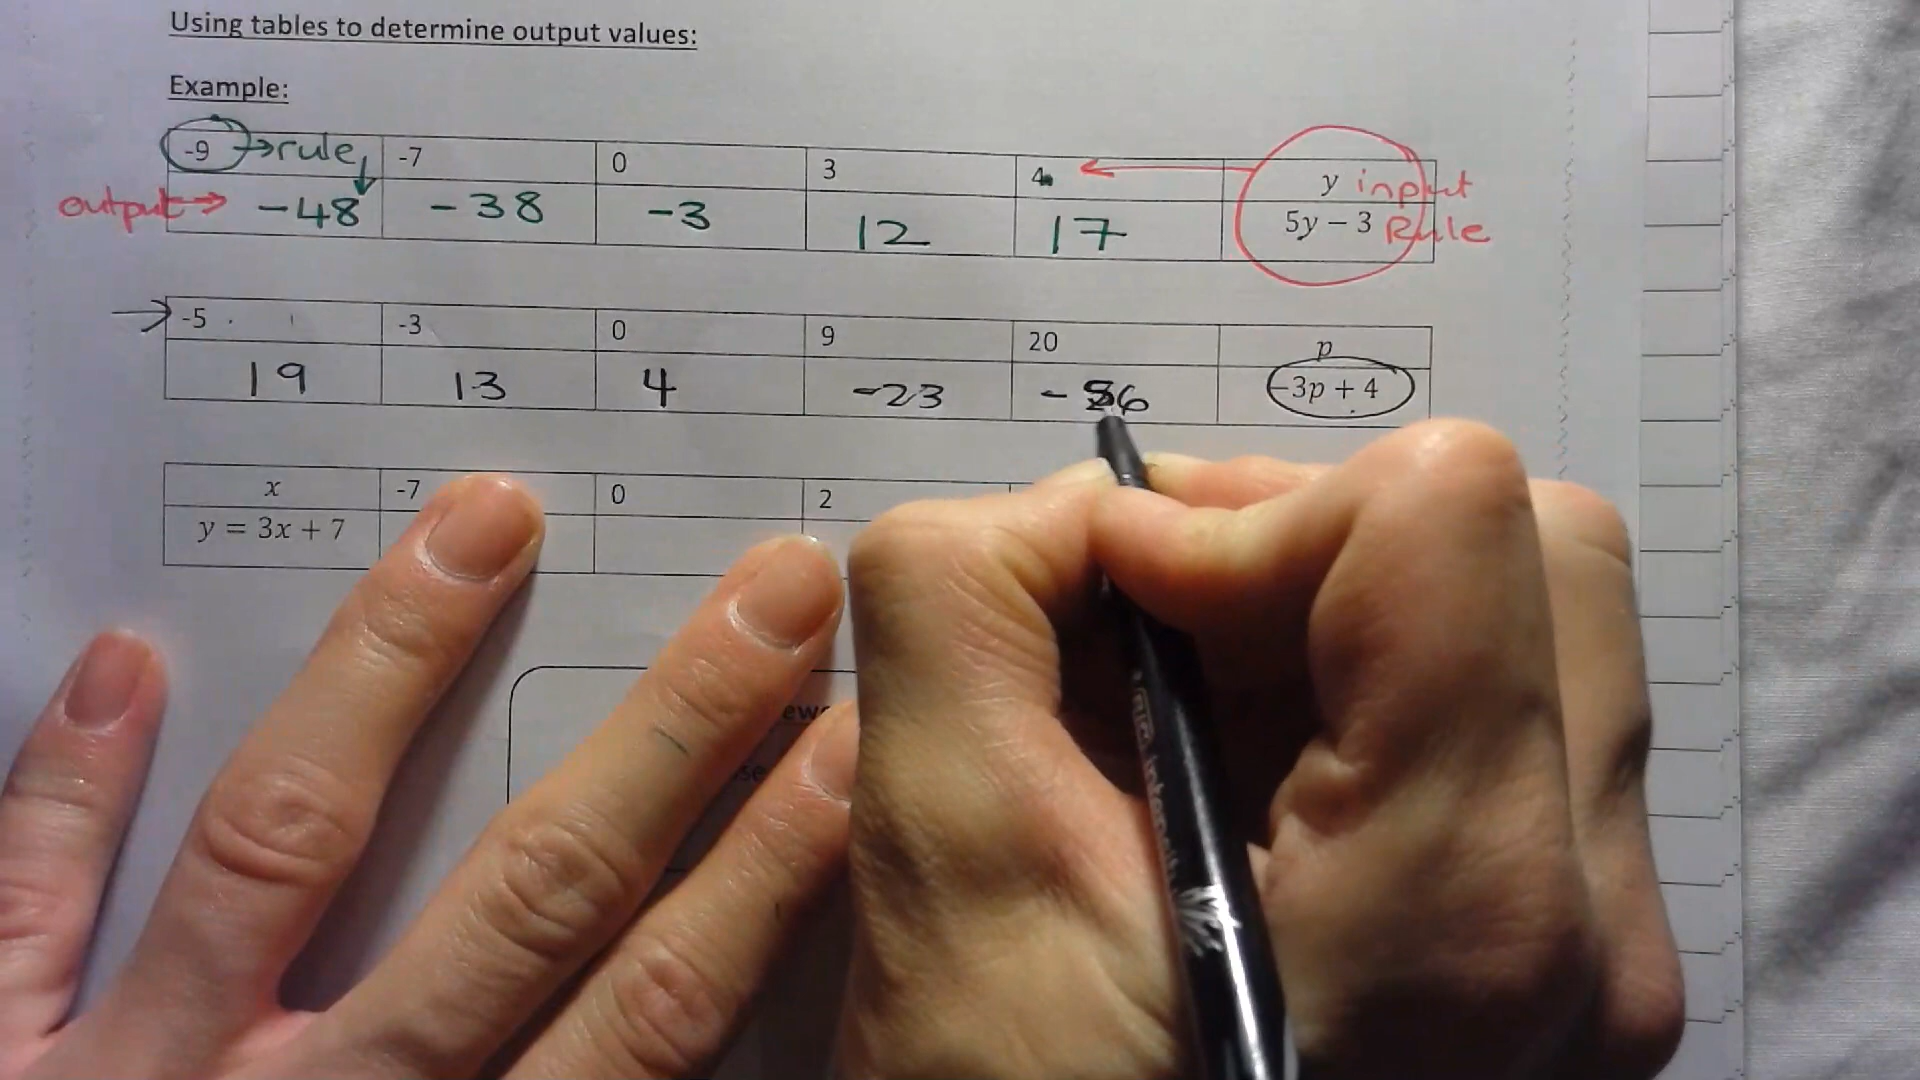 Using tables to determine output values:
Example:
-9 →rule -7 0 3 4 y input
output → -48 -38 -3 12 17 5y − 3 Rule
-5 -3 0 9 20 p
19 13 4 -23 -56 −3p + 4
x -7 0 2
y = 3x + 7